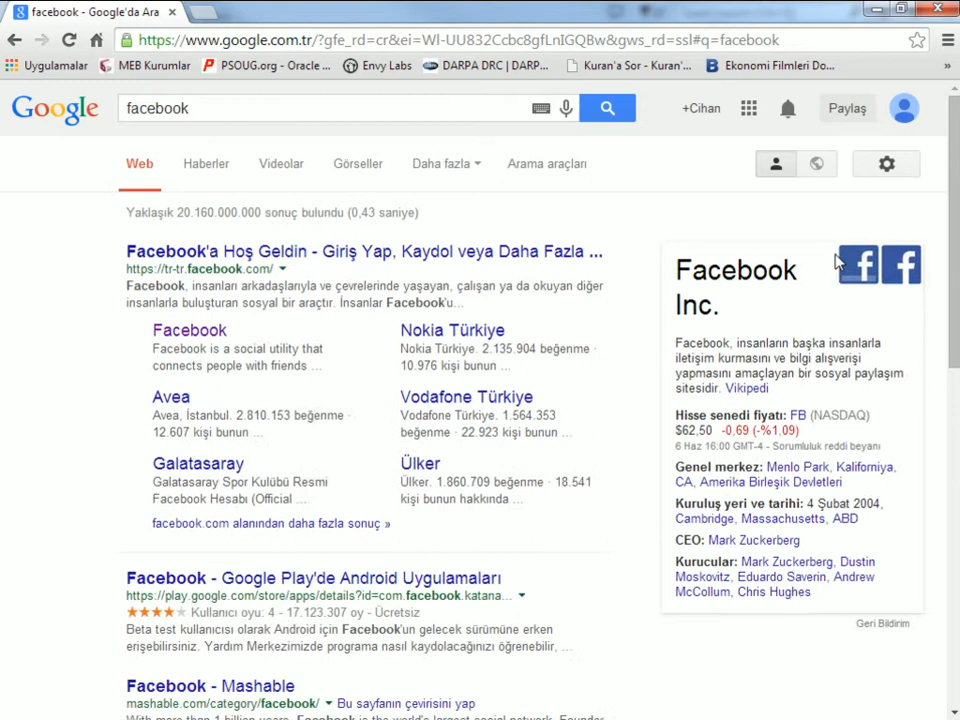 facebook - Google'da Ara
https://www.google.com.tr/?gfe_rd=cr&ei=Wl-UU832Ccbc8gfLnIGQBw&gws_rd=ssl#q=facebook
Uygulamalar MEB Kurumlar PSOUG.org - Oracle ... Envy Labs DARPA DRC | DARP... Kuran'a Sor - Kuran'... Ekonomi Filmleri Do... »
Google facebook +Cihan Paylaş
Web Haberler Videolar Görseller Daha fazla Arama araçları
Yaklaşık 20.160.000.000 sonuç bulundu (0,43 saniye)
Facebook'a Hoş Geldin - Giriş Yap, Kaydol veya Daha Fazla ...
https://tr-tr.facebook.com/
Facebook, insanları arkadaşlarıyla ve çevrelerinde yaşayan, çalışan ya da okuyan diğer
insanlarla buluşturan sosyal bir araçtır. İnsanlar Facebook'u...
Facebook
Facebook is a social utility that
connects people with friends ...
Nokia Türkiye
Nokia Türkiye. 2.135.904 beğenme ·
10.976 kişi bunun ...
Avea
Avea, İstanbul. 2.810.153 beğenme ·
12.607 kişi bunun ...
Vodafone Türkiye
Vodafone Türkiye. 1.564.353
beğenme · 22.923 kişi bunun ...
Galatasaray
Galatasaray Spor Kulübü Resmi
Facebook Hesabı (Official ...
Ülker
Ülker. 1.860.709 beğenme · 18.541
kişi bunun hakkında ...
facebook.com alanından daha fazla sonuç »
Facebook - Google Play'de Android Uygulamaları
https://play.google.com/store/apps/details?id=com.facebook.katana...
Kullanıcı oyu: 4 - 17.123.307 oy - Ücretsiz
Beta test kullanıcısı olarak Android için Facebook'un gelecek sürümüne erken
erişebilirsiniz. Yardım Merkezimizde programa nasıl kaydolacağınızı öğrenebilir, ...
Facebook - Mashable
mashable.com/category/facebook/ Bu sayfanın çevirisini yap
With more than 1 billion users, Facebook is the world's largest social network. Founder
Facebook
Inc.
Facebook, insanların başka insanlarla
iletişim kurmasını ve bilgi alışverişi
yapmasını amaçlayan bir sosyal paylaşım
sitesidir. Vikipedi
Hisse senedi fiyatı: FB (NASDAQ)
$62,50 -0,69 (-%1,09)
6 Haz 16:00 GMT-4 - Sorumluluk reddi beyanı
Genel merkez: Menlo Park, Kaliforniya,
CA, Amerika Birleşik Devletleri
Kuruluş yeri ve tarihi: 4 Şubat 2004,
Cambridge, Massachusetts, ABD
CEO: Mark Zuckerberg
Kurucular: Mark Zuckerberg, Dustin
Moskovitz, Eduardo Saverin, Andrew
McCollum, Chris Hughes
Geri Bildirim